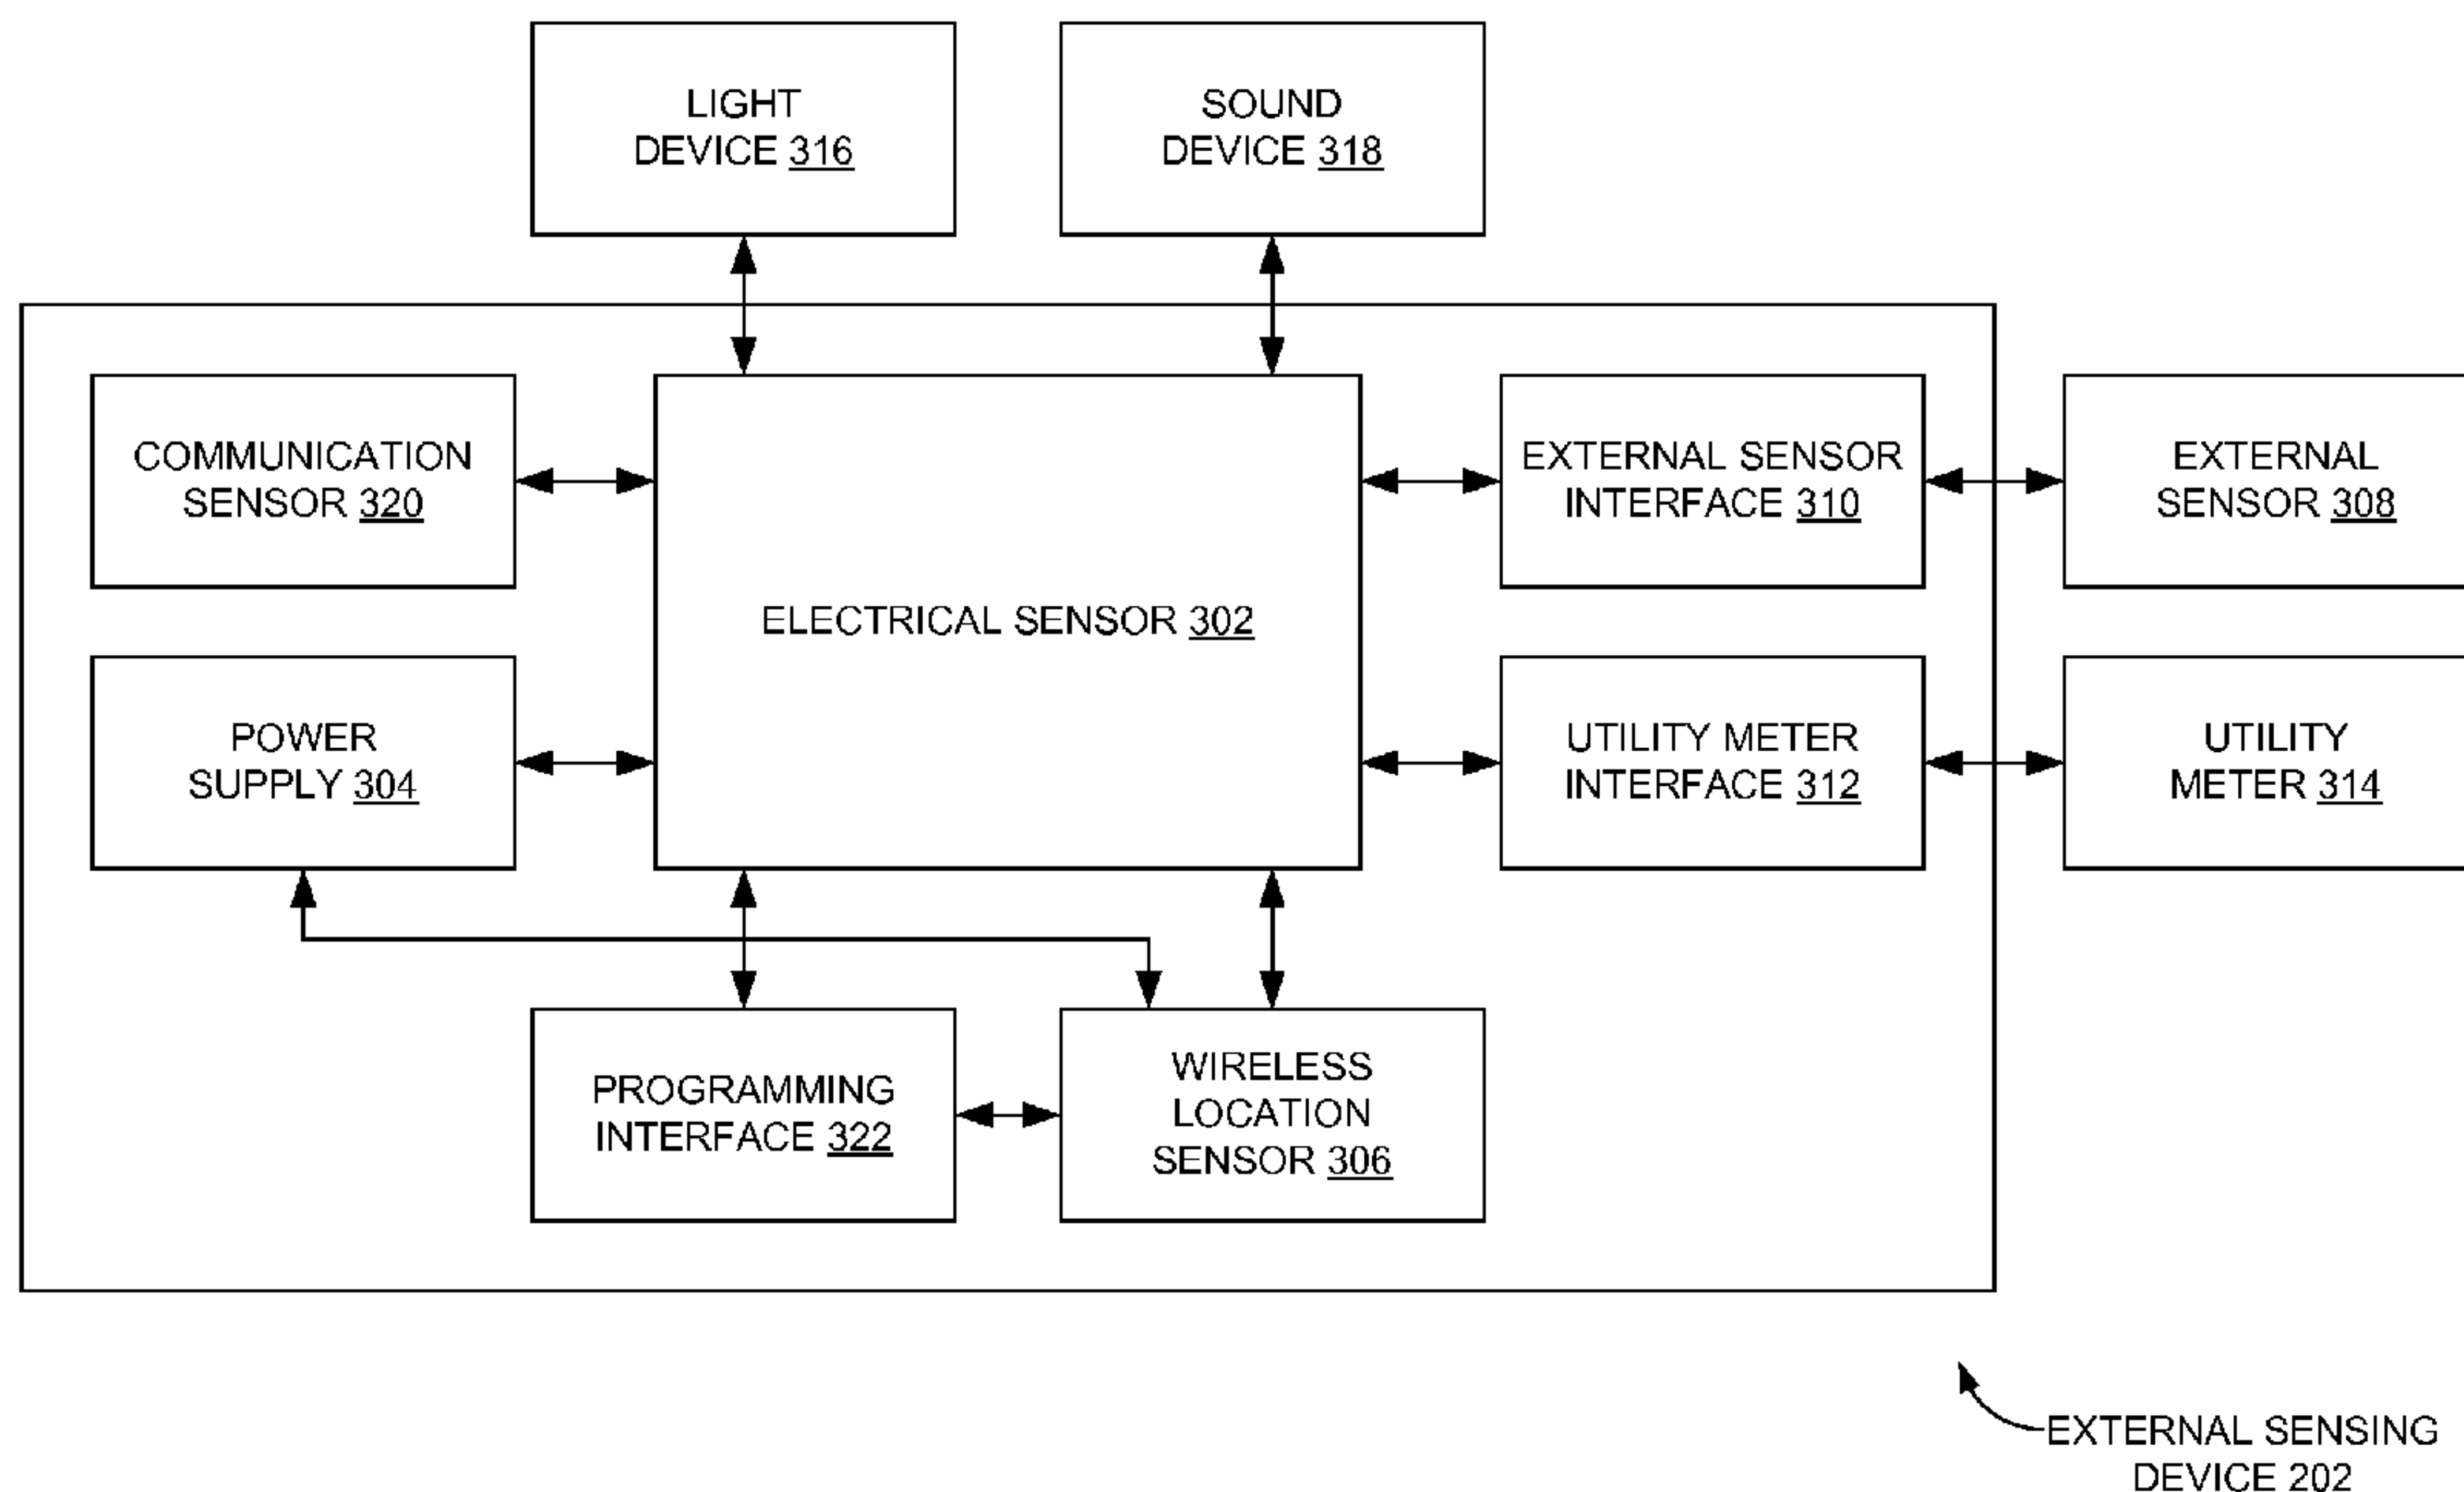 LIGHT
DEVICE 316
SOUND
DEVICE 318
COMMUNICATION
SENSOR 320
ELECTRICAL SENSOR 302
EXTERNAL SENSOR
INTERFACE 310
EXTERNAL
SENSOR 308
POWER
SUPPLY 304
UTILITY METER
INTERFACE 312
UTILITY
METER 314
PROGRAMMING
INTERFACE 322
WIRELESS
LOCATION
SENSOR 306
EXTERNAL SENSING
DEVICE 202